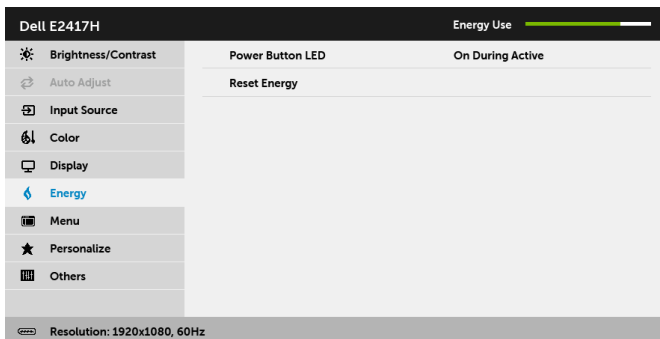 Dell E2417H Energy Use
Brightness/Contrast Power Button LED On During Active
Auto Adjust Reset Energy
Input Source
Color
Display
Energy
Menu
Personalize
Others
Resolution: 1920x1080, 60Hz